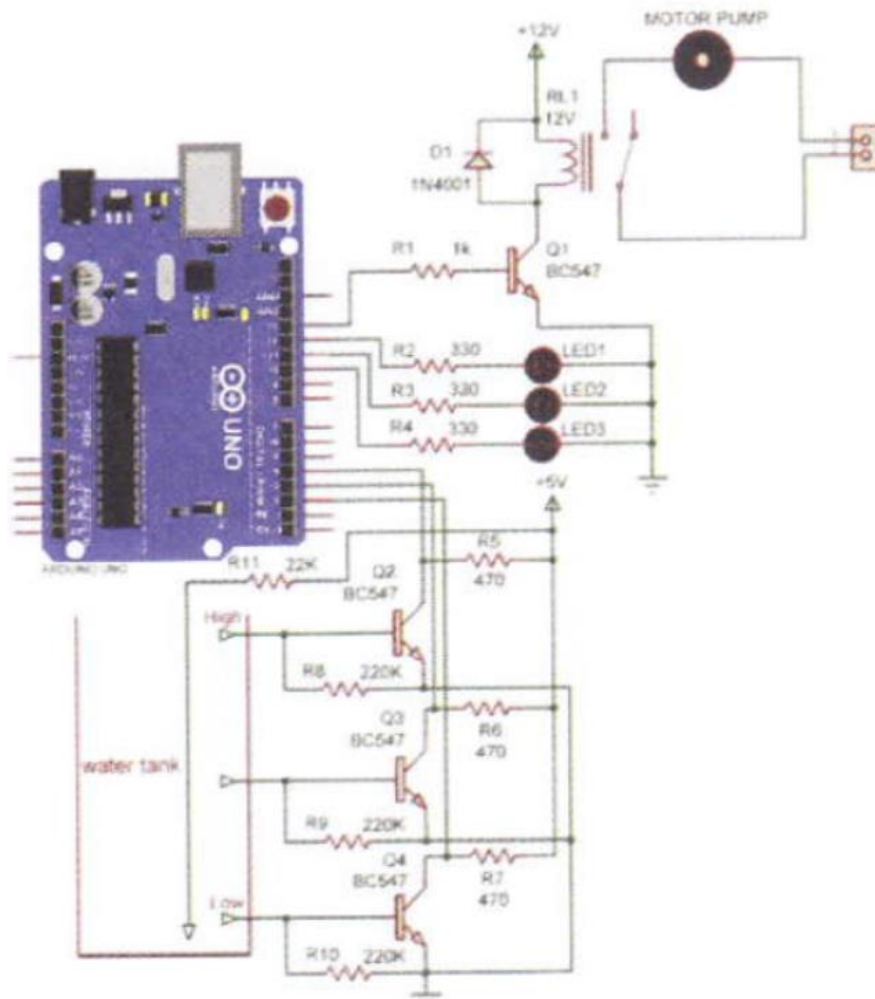 MOTOR PUMP
+12V
RL1
12V
D1
1N4001
R1 1k
Q1
BC547
R2 330
LED1
R3 330
LED2
R4 330
LED3
UNO
+5V
ARDUINO UNO
R11 22K
R5
470
Q2
BC547
High
R8 220K
Q3
BC547
R6
470
water tank
R9 220K
Q4
BC547
R7
470
Low
R10 220K